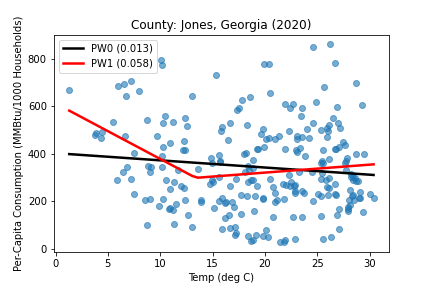 County: Jones, Georgia (2020)
Per-Capita Consumption (MMBtu/1000 Households)
800
600
400
200
0
PW0 (0.013)
PW1 (0.058)
0 5 10 15 20 25 30
Temp (deg C)